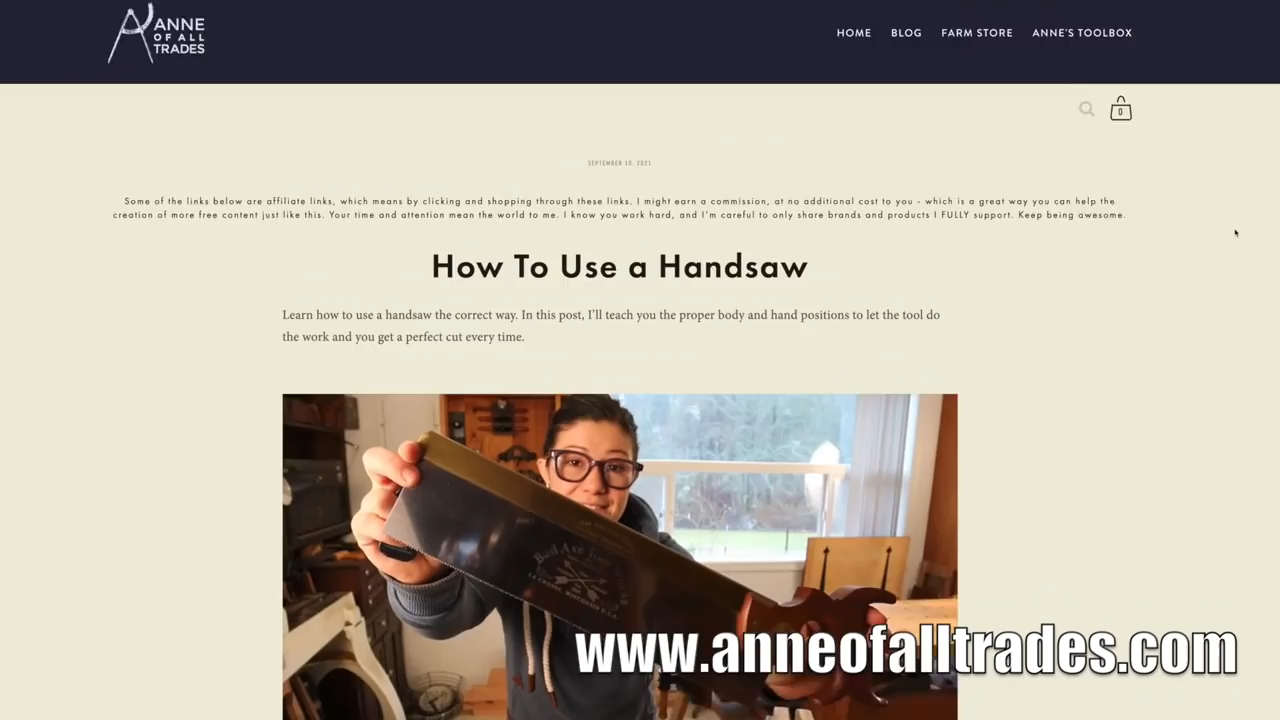 ANNE
OF ALL
TRADES
HOME BLOG FARM STORE ANNE'S TOOLBOX
0
SEPTEMBER 10, 2021
Some of the links below are affiliate links, which means by clicking and shopping through these links, I might earn a commission, at no additional cost to you - which is a great way you can help the
creation of more free content just like this. Your time and attention mean the world to me. I know you work hard, and I'm careful to only share brands and products I FULLY support. Keep being awesome.
How To Use a Handsaw
Learn how to use a handsaw the correct way. In this post, I'll teach you the proper body and hand positions to let the tool do
the work and you get a perfect cut every time.
Bad Axe
LA CROSSE, WISCONSIN U.S.A.
www.anneofalltrades.com